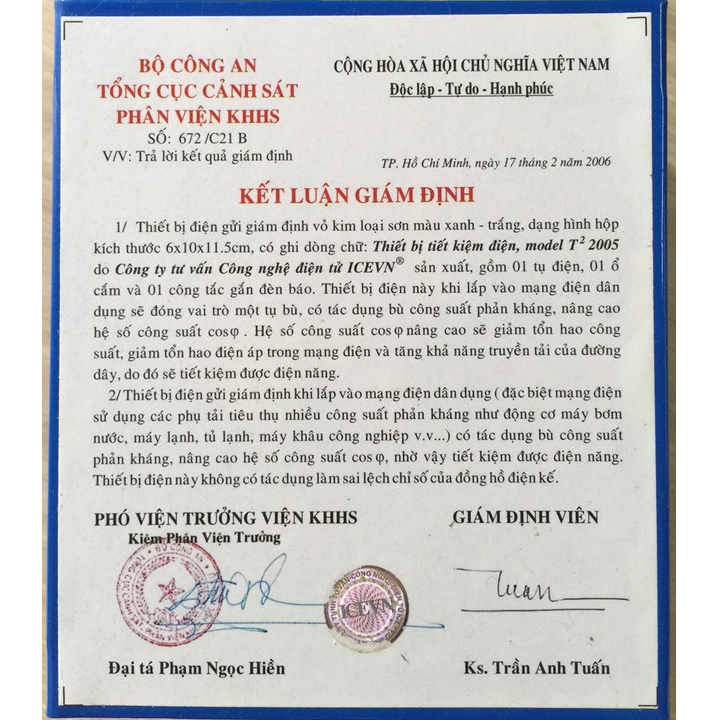 BỘ CÔNG AN
TỔNG CỤC CẢNH SÁT
PHÂN VIỆN KHHS
SỐ: 672 /C21 B
V/V: Trả lời kết quả giám định
CỘNG HÒA XÃ HỘI CHỦ NGHĨA VIỆT NAM
Độc lập - Tự do - Hạnh phúc
TP. Hồ Chí Minh, ngày 17 tháng 2 năm 2006
KẾT LUẬN GIÁM ĐỊNH
1/ Thiết bị điện gửi giám định vỏ kim loại sơn màu xanh - trắng, dạng hình hộp
kích thước 6x10x11.5cm, có ghi dòng chữ: Thiết bị tiết kiệm điện, model T² 2005
do Công ty tư vấn Công nghệ điện tử ICEVN® sản xuất, gồm 01 tụ điện, 01 ổ
cắm và 01 công tắc gắn đèn báo. Thiết bị điện này khi lắp vào mạng điện dân
dụng sẽ đóng vai trò một tụ bù, có tác dụng bù công suất phản kháng, nâng cao
hệ số công suất cosφ . Hệ số công suất cosφ nâng cao sẽ giảm tổn hao công
suất, giảm tổn hao điện áp trong mạng điện và tăng khả năng truyền tải của đường
dây, do đó sẽ tiết kiệm được điện năng.
2/ Thiết bị điện gửi giám định khi lắp vào mạng điện dân dụng ( đặc biệt mạng điện
sử dụng các phụ tải tiêu thụ nhiều công suất phản kháng như động cơ máy bơm
nước, máy lạnh, tủ lạnh, máy khâu công nghiệp v.v...) có tác dụng bù công suất
phản kháng, nâng cao hệ số công suất cosφ, nhờ vậy tiết kiệm được điện năng.
Thiết bị điện này không có tác dụng làm sai lệch chỉ số của đồng hồ điện kế.
PHÓ VIỆN TRƯỞNG VIỆN KHHS
Kiêm Phân Viện Trưởng
GIÁM ĐỊNH VIÊN
BỘ CÔNG AN
PHÂN VIỆN
ICEVN
Tuan
Đại tá Phạm Ngọc Hiền
Ks. Trần Anh Tuấn